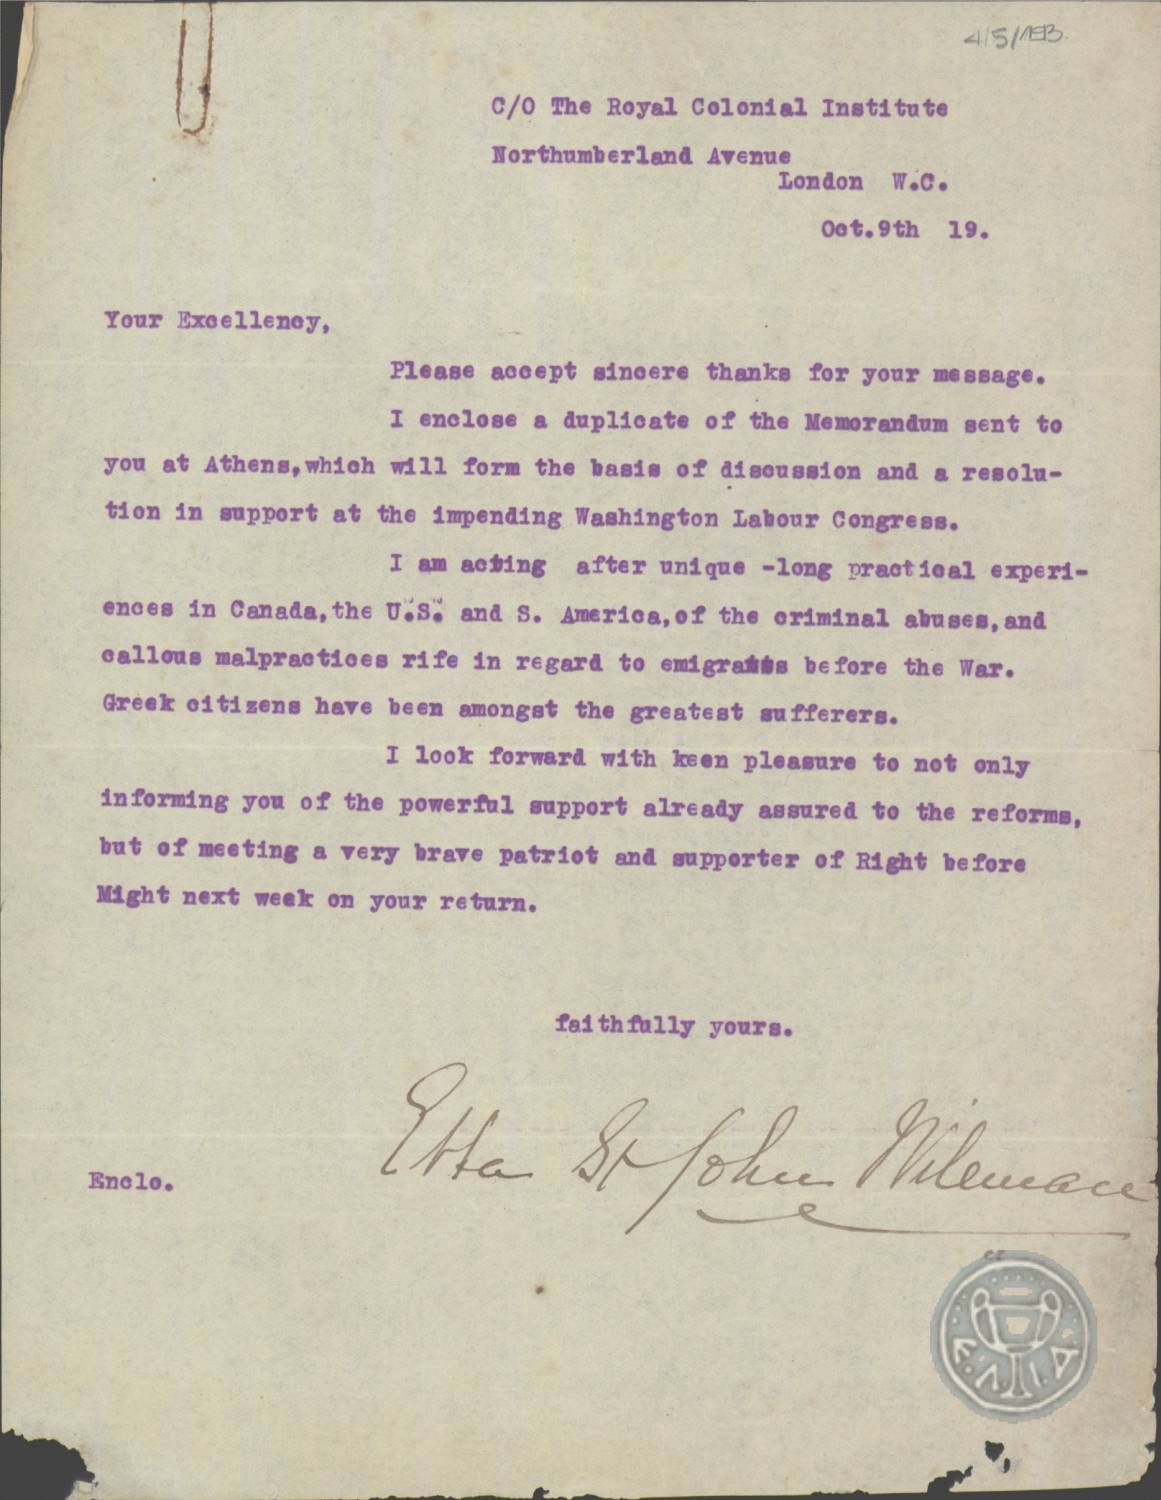 C/O The Royal Colonial Institute
Northumberland Avenue
London W.C.
Oct.9th 19.
Your Excellency,
Please accept sincere thanks for your message.
I enclose a duplicate of the Memorandum sent to
you at Athens,which will form the basis of discussion and a resolu-
tion in support at the impending Washington Labour Congress.
I am acting after unique -long practical experi-
ences in Canada,the U.S. and S. America,of the criminal abuses,and
callous malpractices rife in regard to emigrants before the War.
Greek citizens have been amongst the greatest sufferers.
I look forward with keen pleasure to not only
informing you of the powerful support already assured to the reforms,
but of meeting a very brave patriot and supporter of Right before
Might next week on your return.
faithfully yours.
Etta St John Wileman
Enclo.
Ε.Λ.Ι.Α